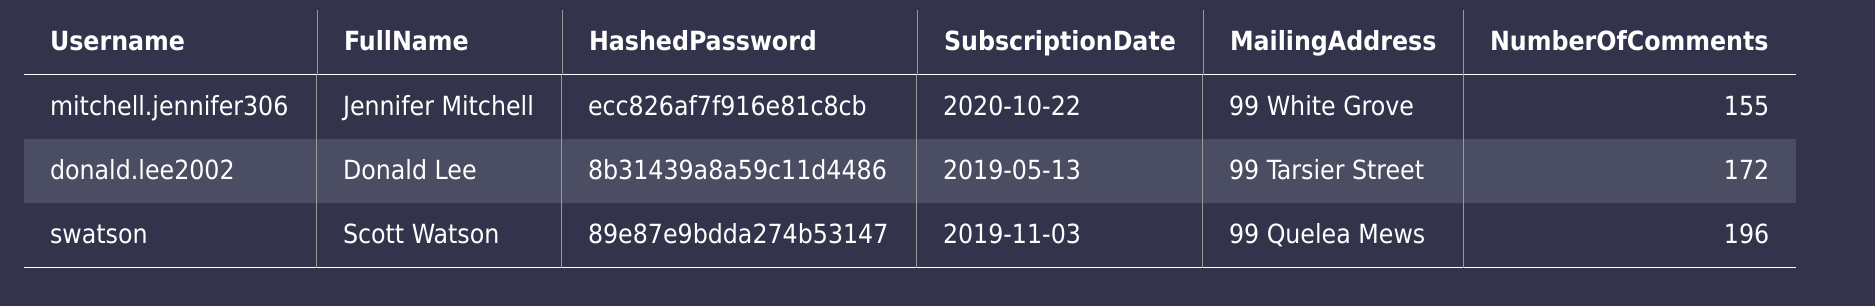 Username FullName HashedPassword SubscriptionDate MailingAddress NumberOfComments
mitchell.jennifer306 Jennifer Mitchell ecc826af7f916e81c8cb 2020-10-22 99 White Grove 155
donald.lee2002 Donald Lee 8b31439a8a59c11d4486 2019-05-13 99 Tarsier Street 172
swatson Scott Watson 89e87e9bdda274b53147 2019-11-03 99 Quelea Mews 196